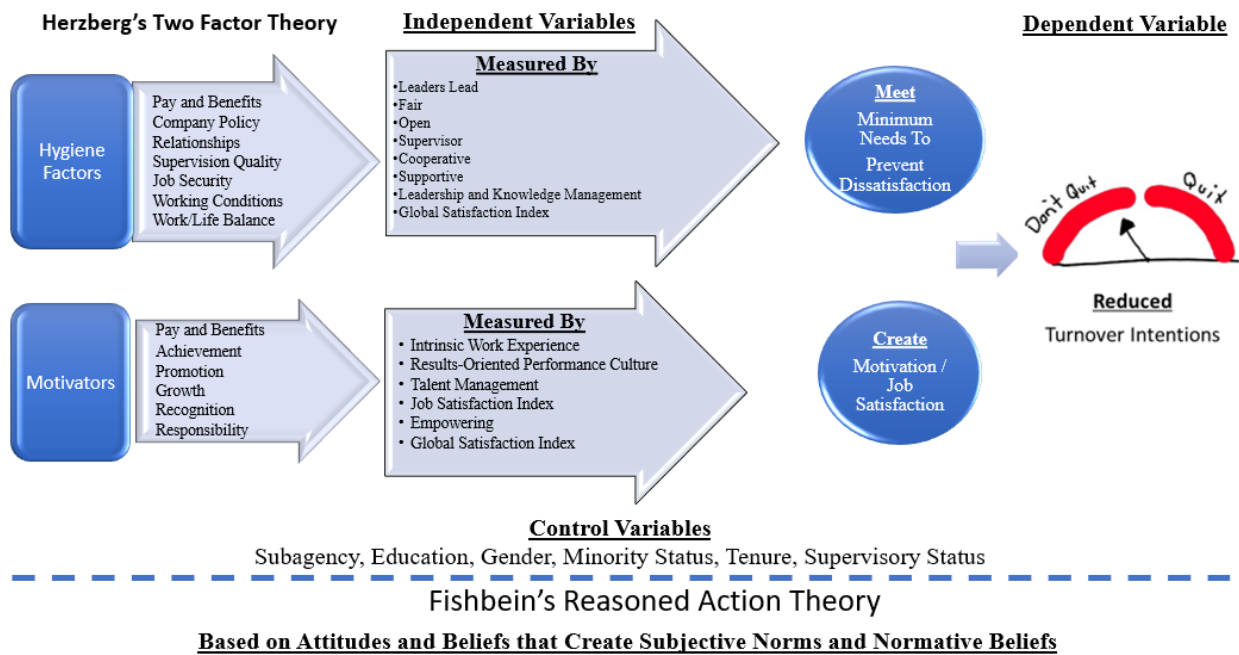 Herzberg's Two Factor Theory
Independent Variables
Dependent Variable
Hygiene
Factors
Pay and Benefits
Company Policy
Relationships
Supervision Quality
Job Security
Working Conditions
Work/Life Balance
Measured By
•Leaders Lead
•Fair
•Open
•Supervisor
•Cooperative
•Supportive
•Leadership and Knowledge Management
•Global Satisfaction Index
Meet
Minimum
Needs To
Prevent
Dissatisfaction
Don't Quit
Quit
Reduced
Turnover Intentions
Motivators
Pay and Benefits
Achievement
Promotion
Growth
Recognition
Responsibility
Measured By
• Intrinsic Work Experience
• Results-Oriented Performance Culture
• Talent Management
• Job Satisfaction Index
• Empowering
• Global Satisfaction Index
Create
Motivation /
Job
Satisfaction
Control Variables
Subagency, Education, Gender, Minority Status, Tenure, Supervisory Status
Fishbein's Reasoned Action Theory
Based on Attitudes and Beliefs that Create Subjective Norms and Normative Beliefs